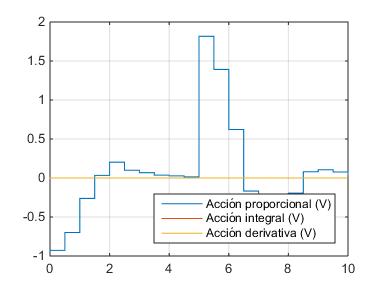 2
1.5
1
0.5
0
-0.5
-1
Acción proporcional (V)
Acción integral (V)
Acción derivativa (V)
0 2 4 6 8 10